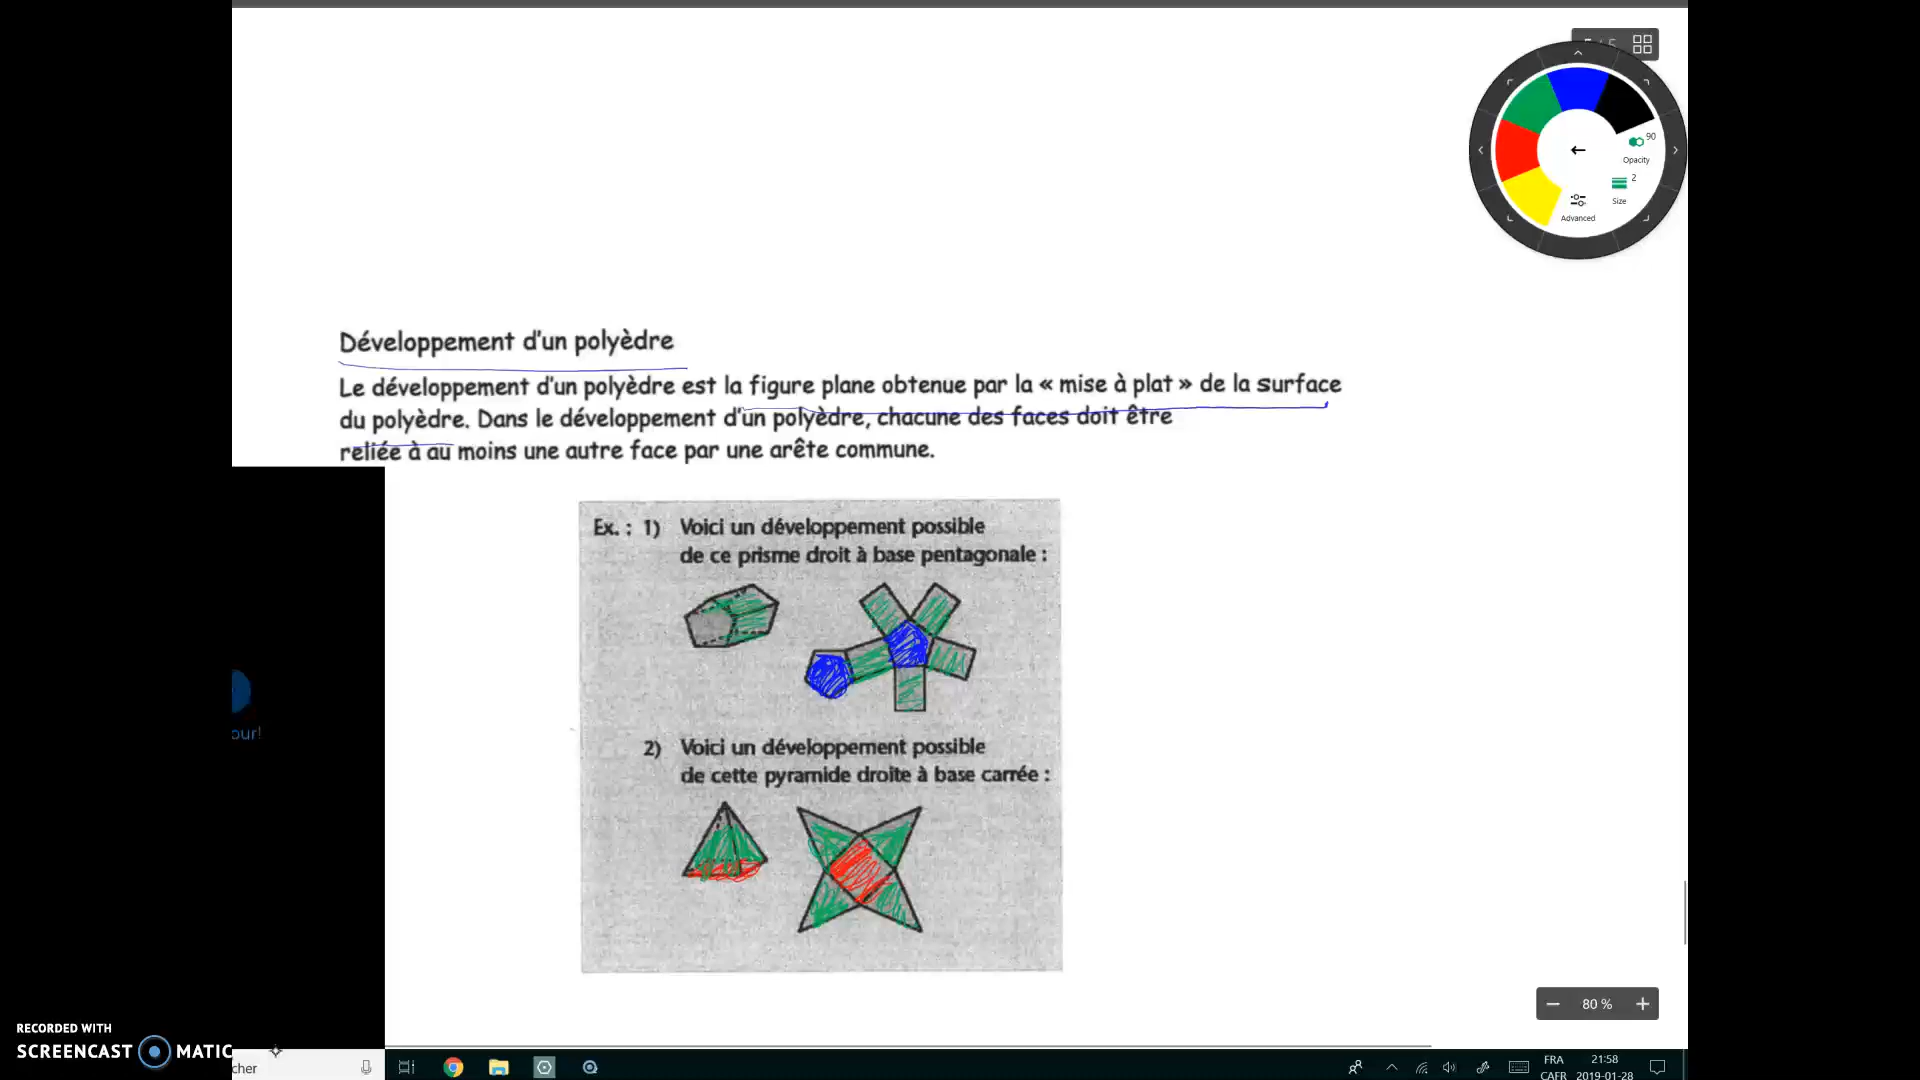 90
Opacity
2
Size
Advanced
Développement d'un polyèdre
Le développement d'un polyèdre est la figure plane obtenue par la « mise à plat » de la surface
du polyèdre. Dans le développement d'un polyèdre, chacune des faces doit être
reliée à au moins une autre face par une arête commune.
Ex. : 1) Voici un développement possible
de ce prisme droit à base pentagonale :
2) Voici un développement possible
de cette pyramide droite à base carrée :
our!
80 %
RECORDED WITH
SCREENCAST MATIC
cher
FRA
CAFR
21:58
2019-01-28